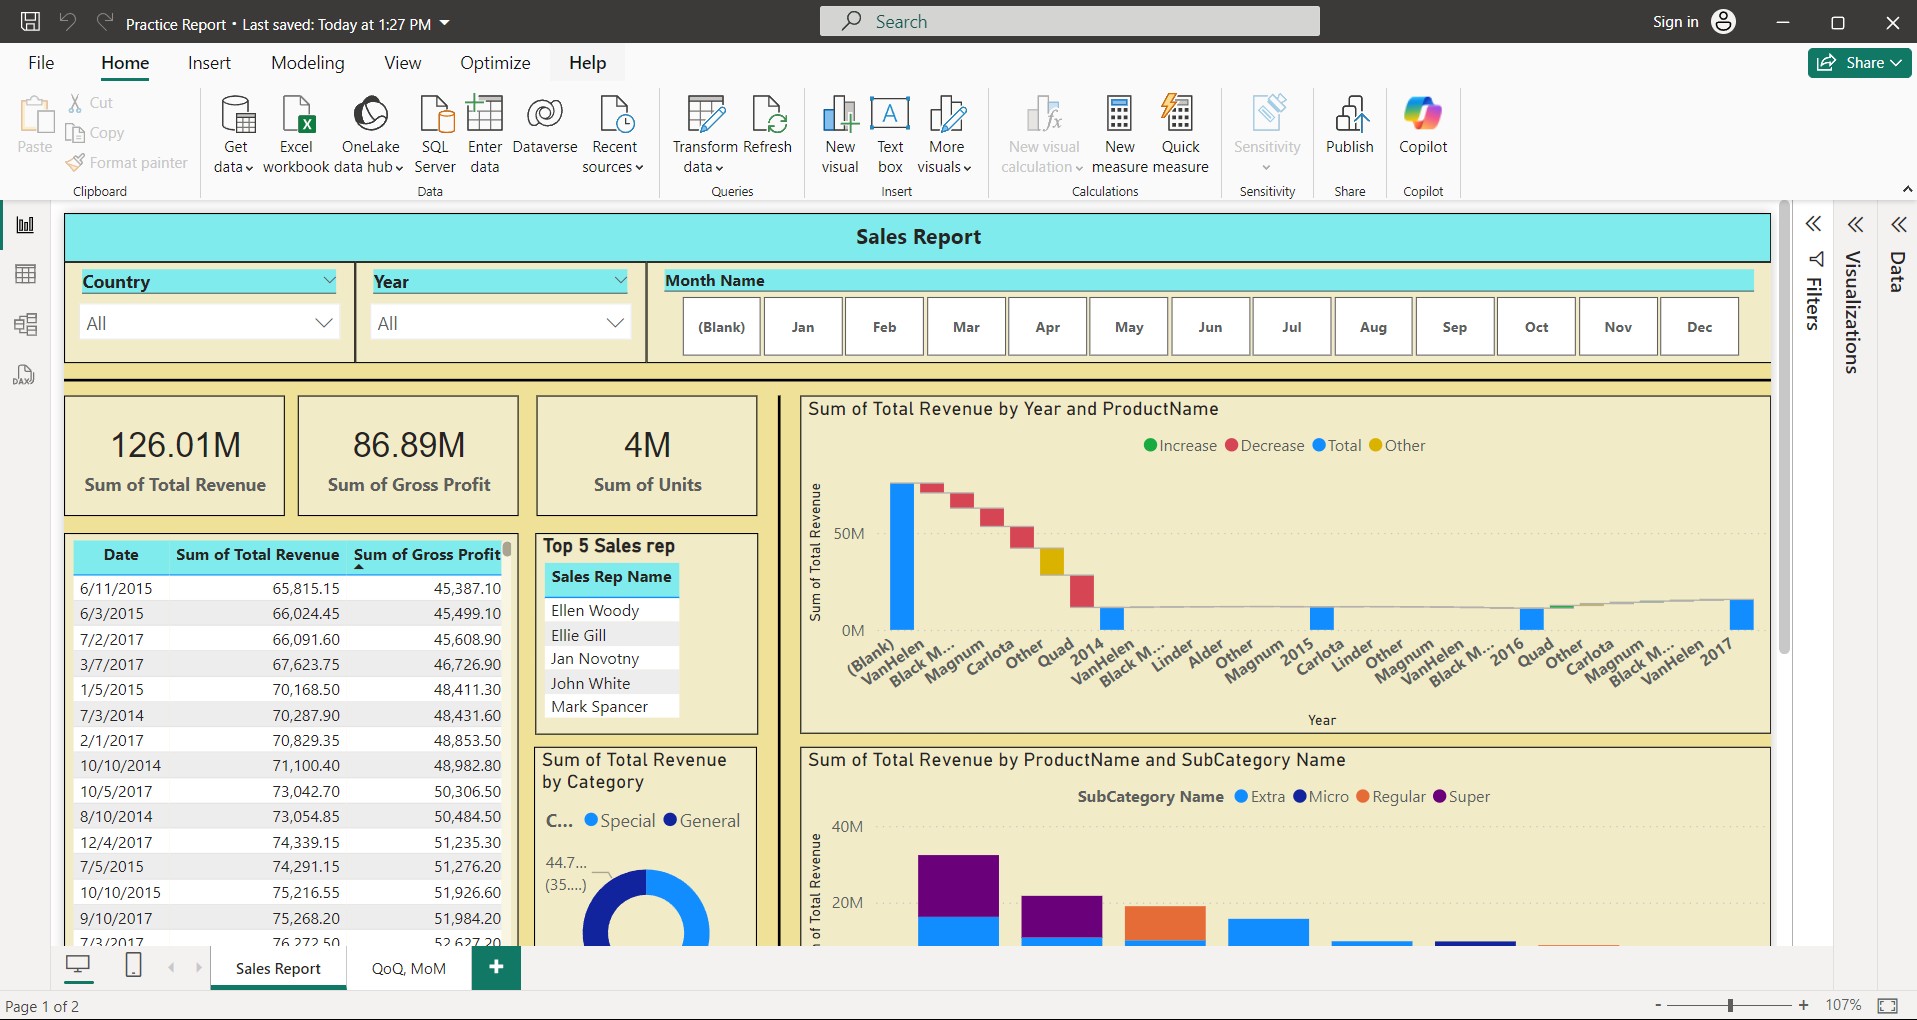 Practice Report • Last saved: Today at 1:27 PM
Search
Sign in
File Home Insert Modeling View Optimize Help
Share
Paste
Cut
Copy
Format painter
Clipboard
Get data
Excel workbook
OneLake data hub
SQL Server
Enter data
Dataverse
Recent sources
Data
Transform data
Refresh
Queries
New visual
Text box
More visuals
Insert
New visual calculation
New measure
Quick measure
Calculations
Sensitivity
Sensitivity
Publish
Share
Copilot
Copilot
Sales Report
Country
All
Year
All
Month Name
(Blank) Jan Feb Mar Apr May Jun Jul Aug Sep Oct Nov Dec
Filters
Visualizations
Data
126.01M
Sum of Total Revenue
86.89M
Sum of Gross Profit
4M
Sum of Units
Date Sum of Total Revenue Sum of Gross Profit
6/11/2015 65,815.15 45,387.10
6/3/2015 66,024.45 45,499.10
7/2/2017 66,091.60 45,608.90
3/7/2017 67,623.75 46,726.90
1/5/2015 70,168.50 48,411.30
7/3/2014 70,287.90 48,431.60
2/1/2017 70,829.35 48,853.50
10/10/2014 71,100.40 48,982.80
10/5/2017 73,042.70 50,306.50
8/10/2014 73,054.85 50,484.50
12/4/2017 74,339.15 51,235.30
7/5/2015 74,291.15 51,276.20
10/10/2015 75,216.55 51,926.60
9/10/2017 75,268.20 51,984.20
7/3/2017 76,272.50 52,627.20
Top 5 Sales rep
Sales Rep Name
Ellen Woody
Ellie Gill
Jan Novotny
John White
Mark Spancer
Sum of Total Revenue
by Category
C... Special General
44.7...
(35....)
Sum of Total Revenue by Year and ProductName
Increase Decrease Total Other
Sum of Total Revenue
50M
0M
(Blank) VanHelen Black M... Magnum Carlota Other Quad 2014 VanHelen Black M... Linder Alder Other Magnum 2015 Carlota Linder Other Magnum VanHelen Black M... 2016 Quad Other Carlota Magnum Black M... VanHelen 2017
Year
Sum of Total Revenue by ProductName and SubCategory Name
SubCategory Name Extra Micro Regular Super
40M
20M
n of Total Revenue
Sales Report
QoQ, MoM
+
Page 1 of 2
- + 107%